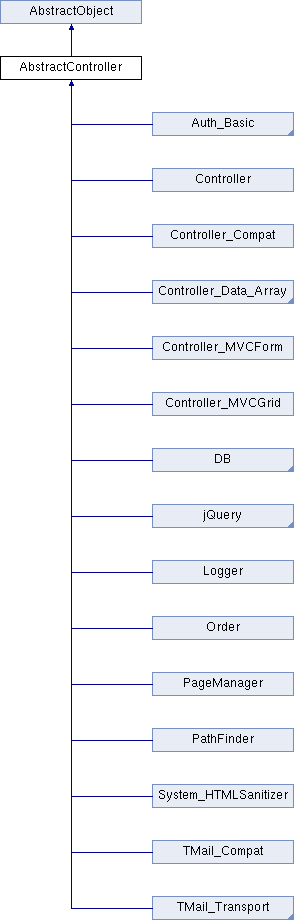 AbstractObject
AbstractController
Auth_Basic
Controller
Controller_Compat
Controller_Data_Array
Controller_MVCForm
Controller_MVCGrid
DB
jQuery
Logger
Order
PageManager
PathFinder
System_HTMLSanitizer
TMail_Compat
TMail_Transport